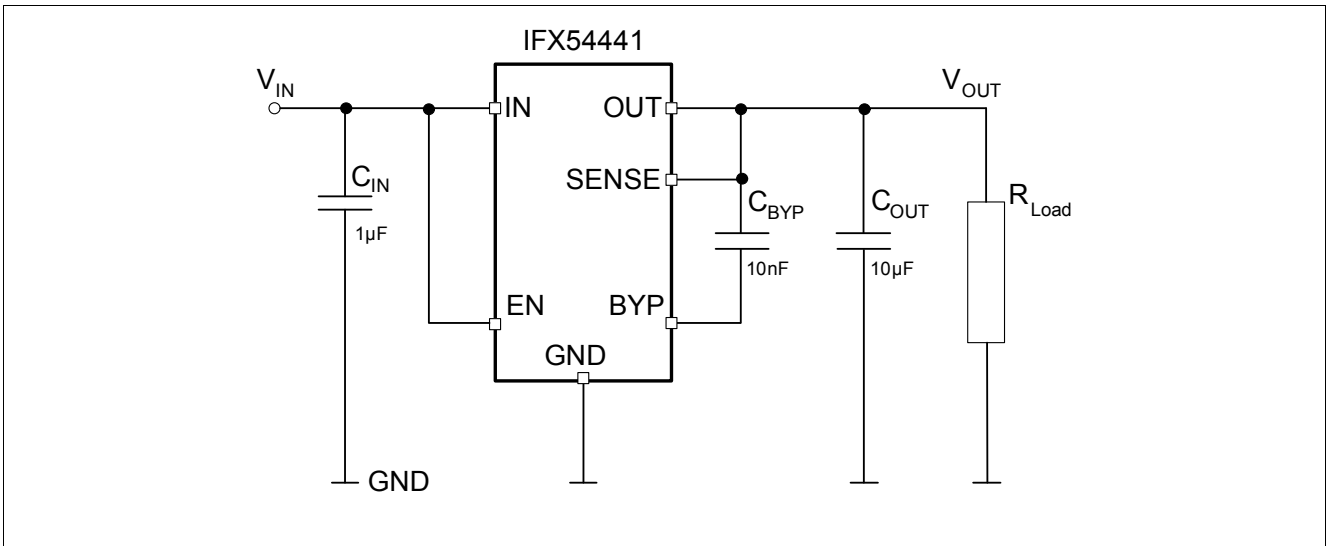 IFX54441
V_IN
V_OUT
IN
OUT
C_IN
1µF
SENSE
C_BYP
10nF
C_OUT
10µF
R_Load
EN
BYP
GND
GND